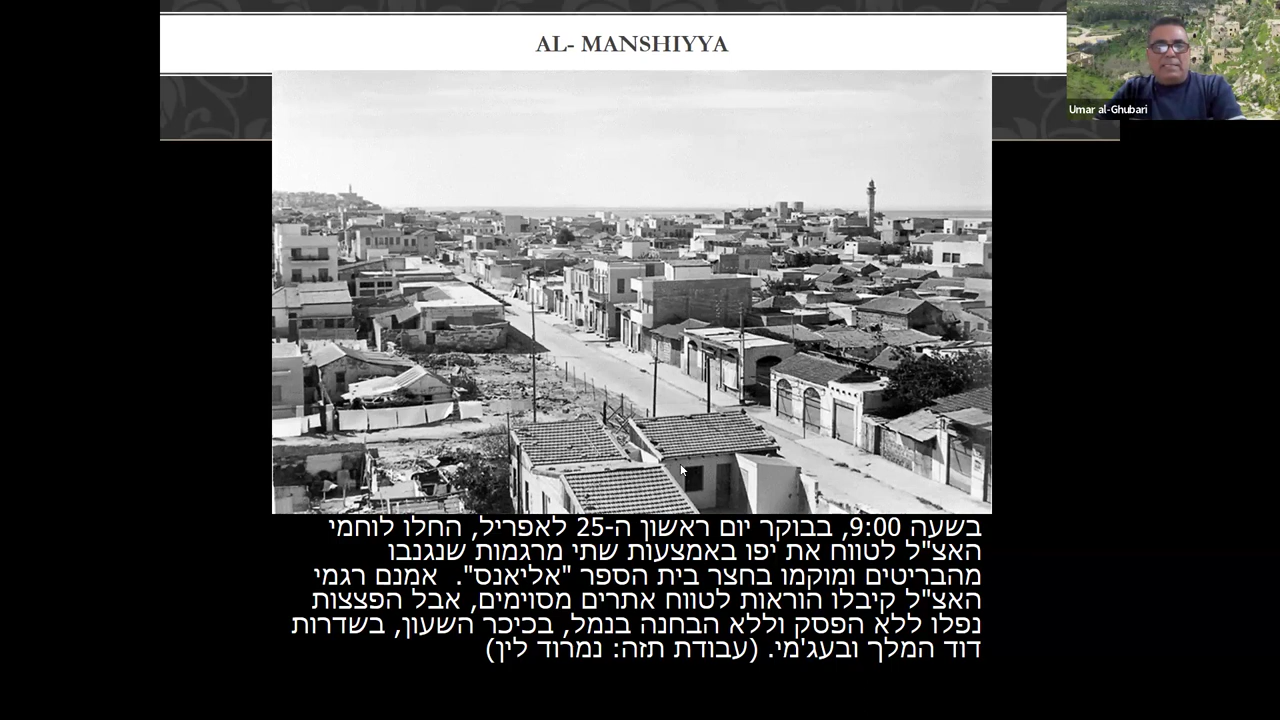 AL- MANSHIYYA
Umar al-Ghubari
בשעה 9:00, בבוקר יום ראשון ה-25 לאפריל, החלו לוחמי
האצ"ל לטווח את יפו באמצעות שתי מרגמות שנגנבו
מהבריטים ומוקמו בחצר בית הספר "אליאנס".  אמנם רגמי
האצ"ל קיבלו הוראות לטווח אתרים מסוימים, אבל הפצצות
נפלו ללא הפסק וללא הבחנה בנמל, בכיכר השעון, בשדרות
דוד המלך ובעג'מי. (עבודת תזה: נמרוד לין)